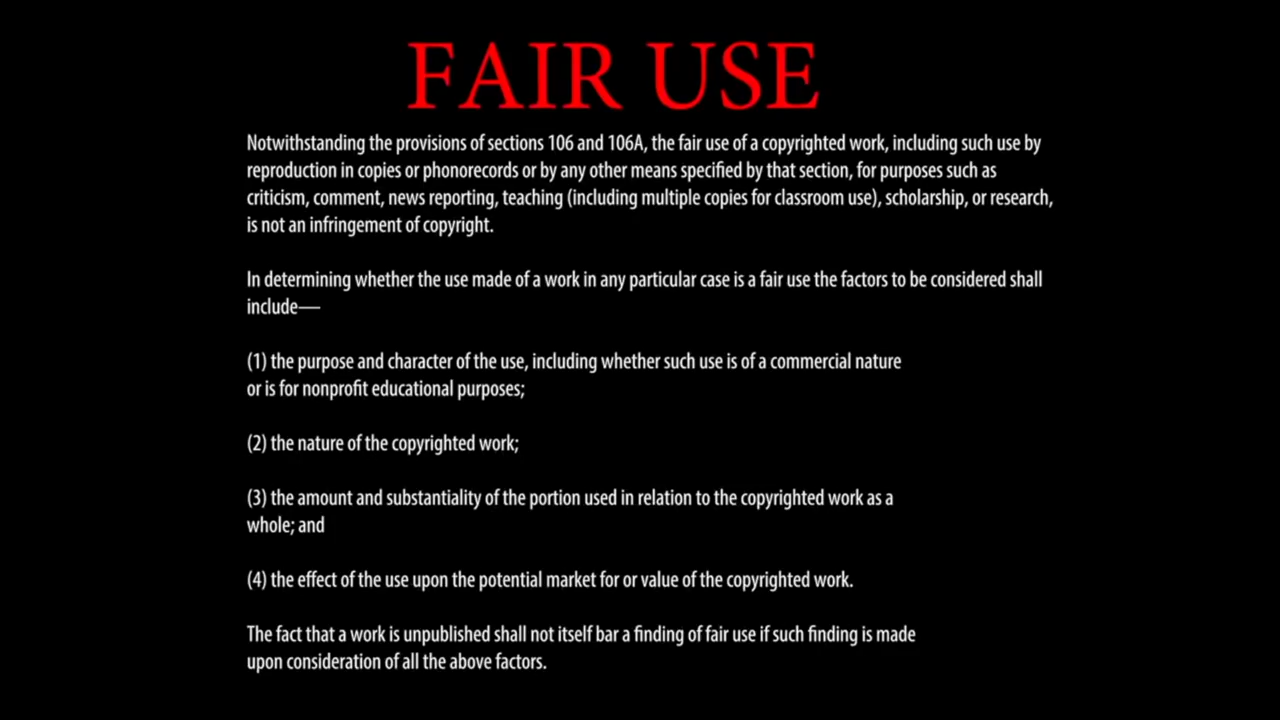 FAIR USE
Notwithstanding the provisions of sections 106 and 106A, the fair use of a copyrighted work, including such use by
reproduction in copies or phonorecords or by any other means specified by that section, for purposes such as
criticism, comment, news reporting, teaching (including multiple copies for classroom use), scholarship, or research,
is not an infringement of copyright.
In determining whether the use made of a work in any particular case is a fair use the factors to be considered shall
include—
(1) the purpose and character of the use, including whether such use is of a commercial nature
or is for nonprofit educational purposes;
(2) the nature of the copyrighted work;
(3) the amount and substantiality of the portion used in relation to the copyrighted work as a
whole; and
(4) the effect of the use upon the potential market for or value of the copyrighted work.
The fact that a work is unpublished shall not itself bar a finding of fair use if such finding is made
upon consideration of all the above factors.